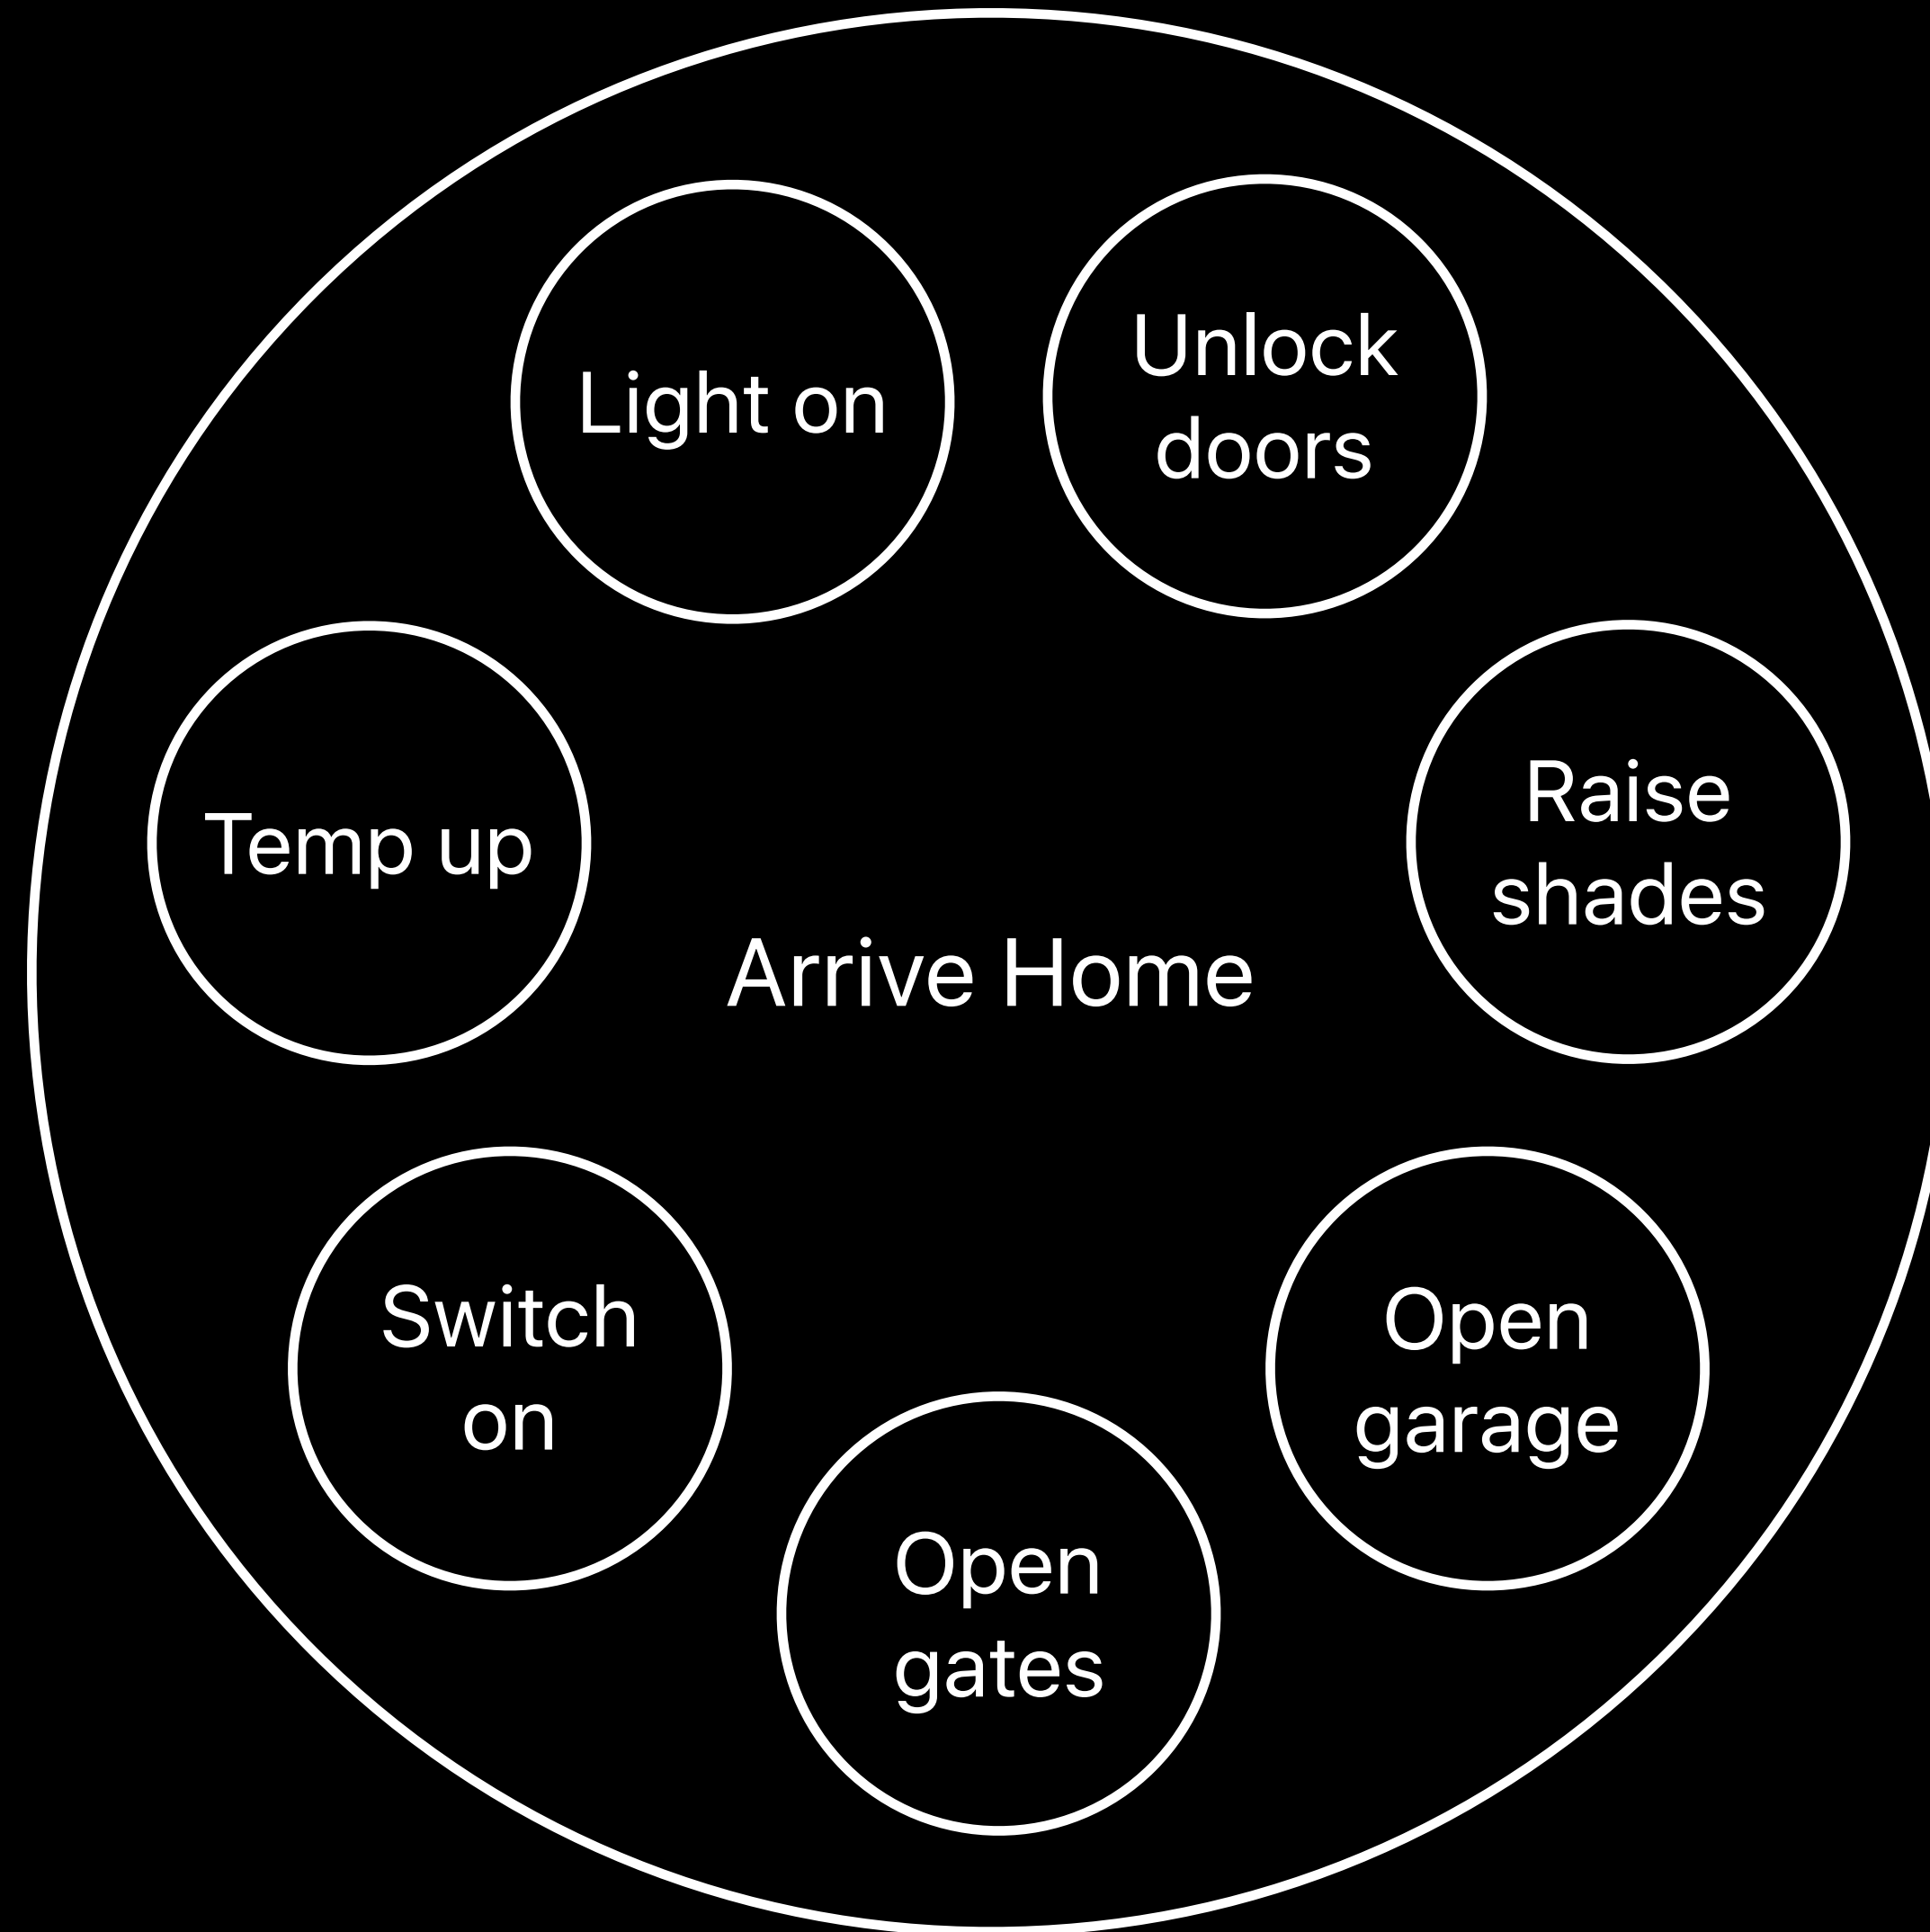 Light on
Unlock
doors
Temp up
Raise
shades
Arrive Home
Switch
on
Open
garage
Open
gates